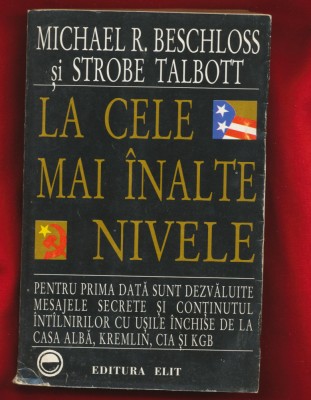 MICHAEL R. BESCHLOSS
și STROBE TALBOTT
LA CELE
MAI ÎNALTE
NIVELE
PENTRU PRIMA DATĂ SUNT DEZVĂLUITE
MESAJELE SECRETE ȘI CONȚINUTUL
ÎNTÎLNIRILOR CU UȘILE ÎNCHISE DE LA
CASA ALBĂ, KREMLIN, CIA ȘI KGB
EDITURA ELIT